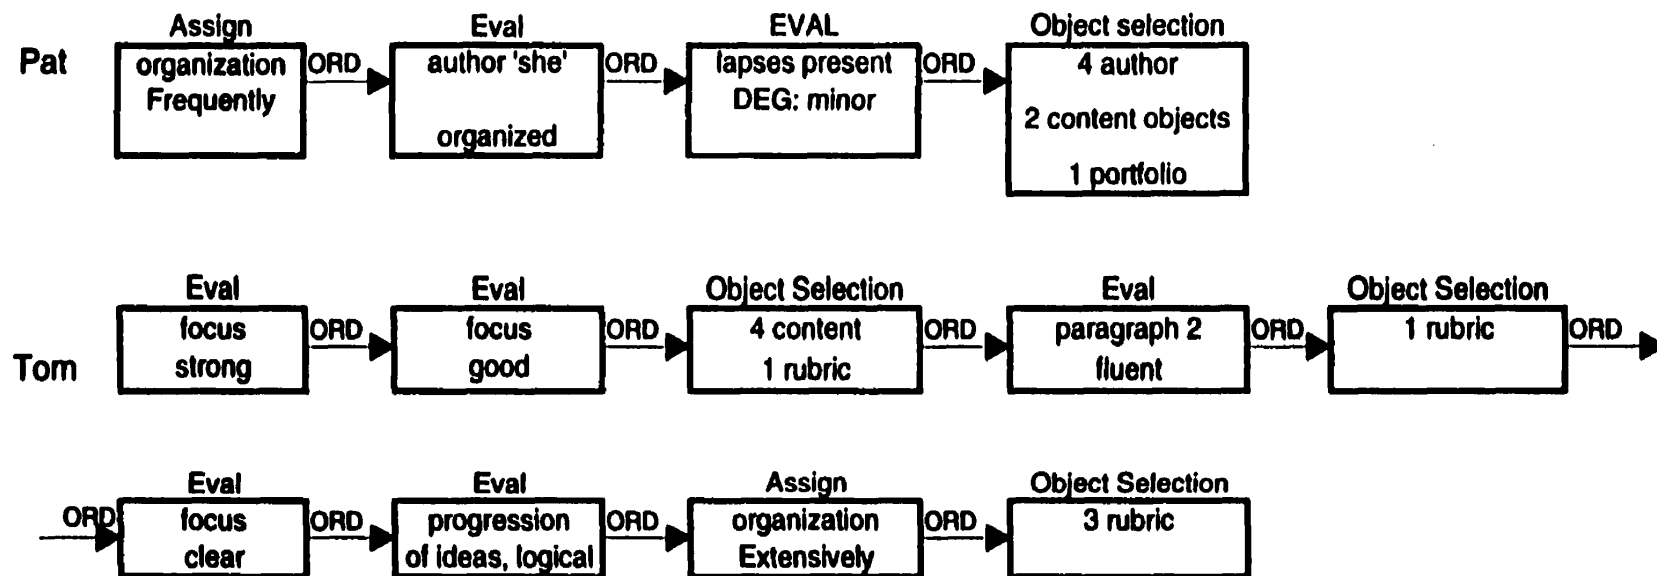 Assign Eval EVAL Object selection
Pat organization ORD author 'she' ORD lapses present ORD 4 author
Frequently DEG: minor
2 content objects
organized
1 portfolio
Eval Eval Object Selection Eval Object Selection
focus ORD focus ORD 4 content ORD paragraph 2 ORD 1 rubric ORD
Tom strong good 1 rubric fluent
Eval Eval Assign Object Selection
ORD focus ORD progression ORD organization ORD 3 rubric
clear of ideas, logical Extensively